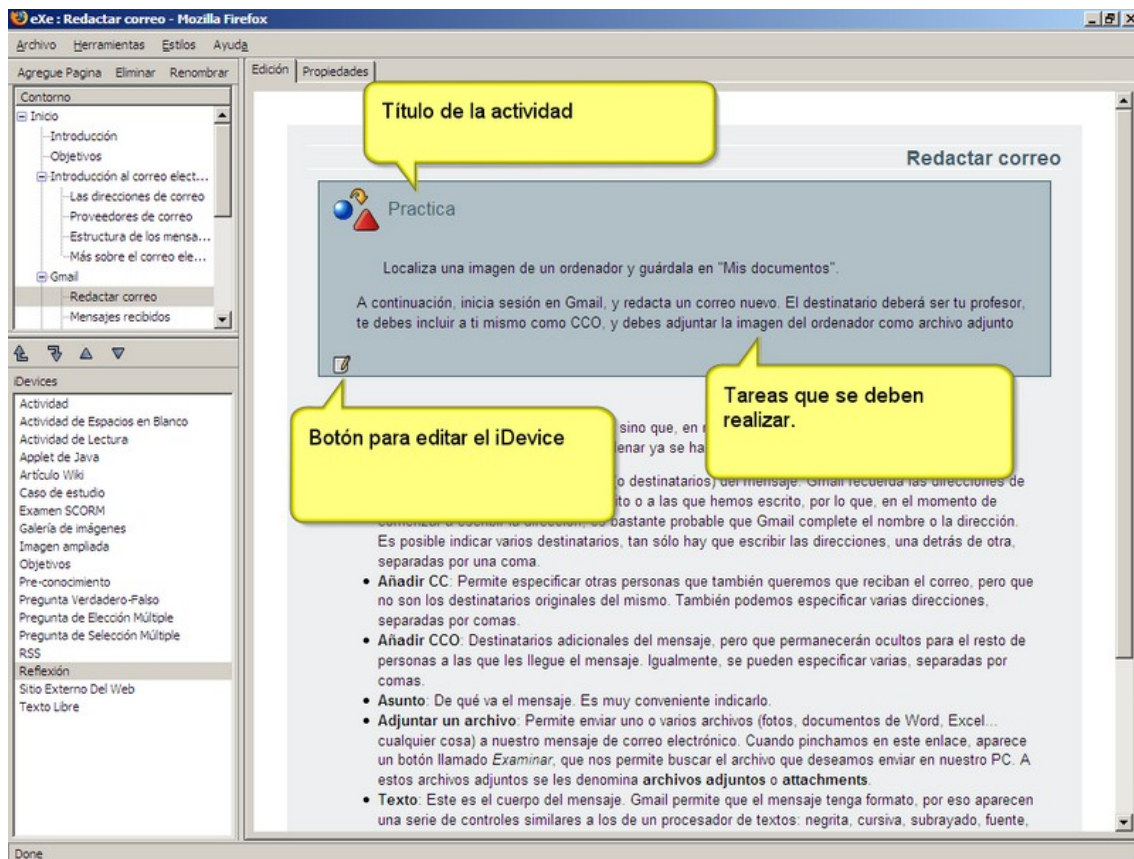 eXe : Redactar correo - Mozilla Firefox
Archivo Herramientas Estilos Ayuda
Agregue Pagina Eliminar Renombrar
Contorno
Inicio
Introducción
Objetivos
Introducción al correo elect...
Las direcciones de correo
Proveedores de correo
Estructura de los mensa...
Más sobre el correo ele...
Gmail
Redactar correo
Mensajes recibidos
iDevices
Actividad
Actividad de Espacios en Blanco
Actividad de Lectura
Applet de Java
Artículo Wiki
Caso de estudio
Examen SCORM
Galería de imágenes
Imagen ampliada
Objetivos
Pre-conocimiento
Pregunta Verdadero-Falso
Pregunta de Elección Múltiple
Pregunta de Selección Múltiple
RSS
Reflexión
Sitio Externo Del Web
Texto Libre
Edición Propiedades
Título de la actividad
Redactar correo
Practica
Localiza una imagen de un ordenador y guárdala en "Mis documentos".
A continuación, inicia sesión en Gmail, y redacta un correo nuevo. El destinatario deberá ser tu profesor,
te debes incluir a ti mismo como CCO, y debes adjuntar la imagen del ordenador como archivo adjunto
Tareas que se deben
realizar.
Botón para editar el iDevice
sino que, en
enar ya se ha
o destinatarios) del mensaje. Gmail recuerda las direcciones de
ito o a las que hemos escrito, por lo que, en el momento de
comenzar a escribir la dirección, es bastante probable que Gmail complete el nombre o la dirección.
Es posible indicar varios destinatarios, tan sólo hay que escribir las direcciones, una detrás de otra,
separadas por una coma.
• Añadir CC: Permite especificar otras personas que también queremos que reciban el correo, pero que
no son los destinatarios originales del mismo. También podemos especificar varias direcciones,
separadas por comas.
• Añadir CCO: Destinatarios adicionales del mensaje, pero que permanecerán ocultos para el resto de
personas a las que les llegue el mensaje. Igualmente, se pueden especificar varias, separadas por
comas.
• Asunto: De qué va el mensaje. Es muy conveniente indicarlo.
• Adjuntar un archivo: Permite enviar uno o varios archivos (fotos, documentos de Word, Excel...
cualquier cosa) a nuestro mensaje de correo electrónico. Cuando pinchamos en este enlace, aparece
un botón llamado Examinar, que nos permite buscar el archivo que deseamos enviar en nuestro PC. A
estos archivos adjuntos se les denomina archivos adjuntos o attachments.
• Texto: Este es el cuerpo del mensaje. Gmail permite que el mensaje tenga formato, por eso aparecen
una serie de controles similares a los de un procesador de textos: negrita, cursiva, subrayado, fuente,
Done